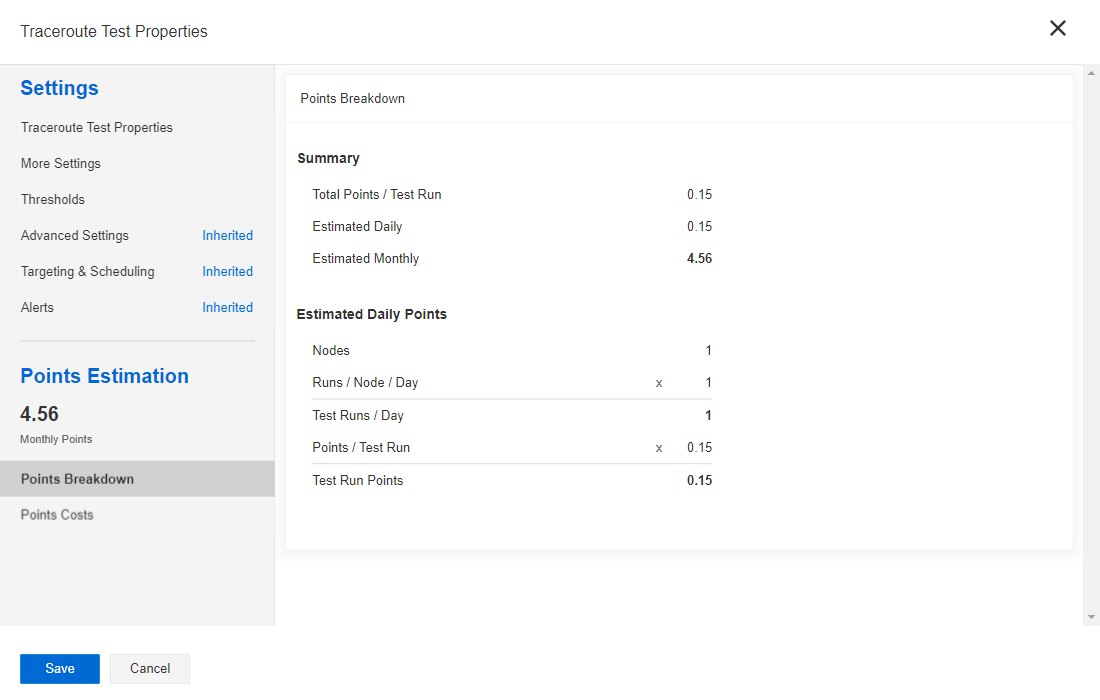 Traceroute Test Properties
Settings
Traceroute Test Properties
More Settings
Thresholds
Advanced Settings Inherited
Targeting & Scheduling Inherited
Alerts Inherited
Points Estimation
4.56
Monthly Points
Points Breakdown
Points Costs
Points Breakdown
Summary
Total Points / Test Run 0.15
Estimated Daily 0.15
Estimated Monthly 4.56
Estimated Daily Points
Nodes 1
Runs / Node / Day x 1
Test Runs / Day 1
Points / Test Run x 0.15
Test Run Points 0.15
Save Cancel